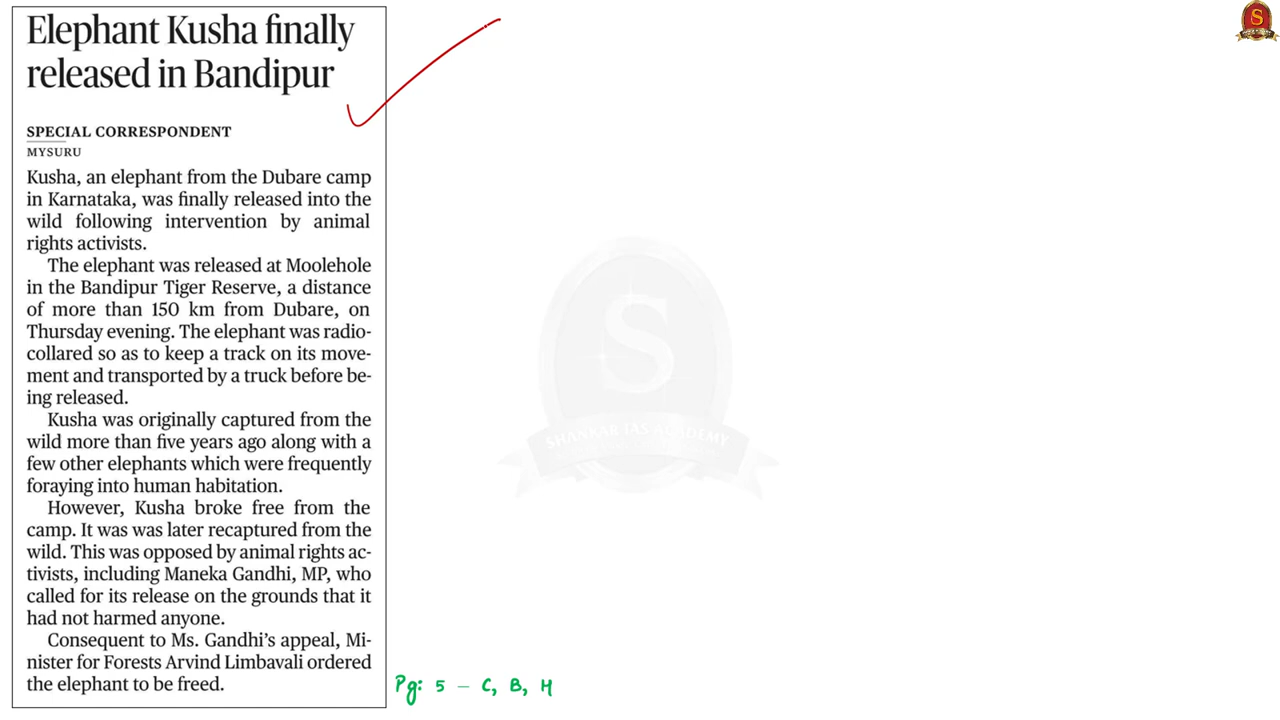 Elephant Kusha finally
released in Bandipur
SPECIAL CORRESPONDENT
MYSURU
Kusha, an elephant from the Dubare camp
in Karnataka, was finally released into the
wild following intervention by animal
rights activists.
The elephant was released at Moolehole
in the Bandipur Tiger Reserve, a distance
of more than 150 km from Dubare, on
Thursday evening. The elephant was radio-
collared so as to keep a track on its move-
ment and transported by a truck before be-
ing released.
Kusha was originally captured from the
wild more than five years ago along with a
few other elephants which were frequently
foraying into human habitation.
However, Kusha broke free from the
camp. It was was later recaptured from the
wild. This was opposed by animal rights ac-
tivists, including Maneka Gandhi, MP, who
called for its release on the grounds that it
had not harmed anyone.
Consequent to Ms. Gandhi's appeal, Mi-
nister for Forests Arvind Limbavali ordered
the elephant to be freed.
Pg: 5 – C, B, H
S
SHANKAR IAS ACADEMY
S